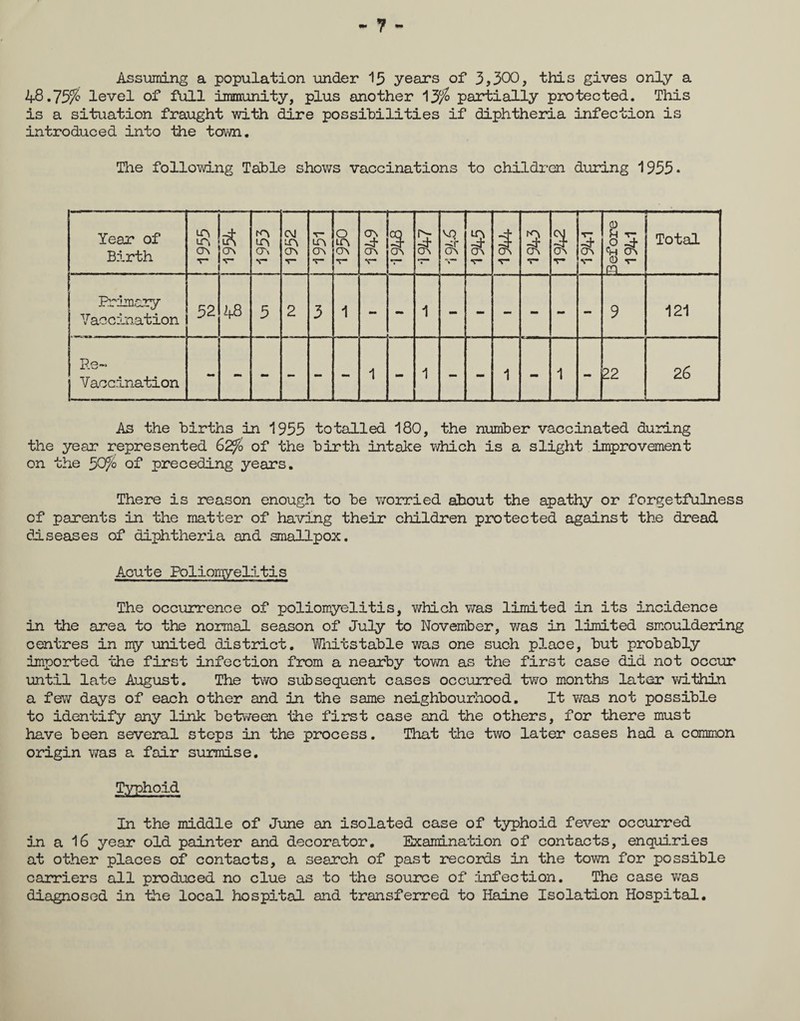 - 7 -
Assuming a population under 15 years of 3,300, this gives only a
48.75% level of full immunity, plus another 13% partially protected. This
is a situation fraught with dire possibilities if diphtheria infection is
introduced into the town.
The following Table shows vaccinations to children during 1955.
Year of Birth 1955 1954 1953 1952 1951 1950 1949 1948 1947 1946 1945 1944 1943 1942 1941 Before 1941 Total
Primary Vaccination 52 48 5 2 3 1 - - 1 - - - - - - 9 121
Re-Vaccination - - - - - - 1 - 1 - - 1 - 1 - 22 26
As the births in 1955 totalled 180, the number vaccinated during
the year represented 62% of the birth intake which is a slight improvement
on the 50% of preceding years.
There is reason enough to be worried about the apathy or forgetfulness
of parents in the matter of having their children protected against the dread
diseases of diphtheria and smallpox.
Acute Poliomyelitis
The occurrence of poliomyelitis, which was limited in its incidence
in the area to the normal season of July to November, was in limited smouldering
centres in my united district. Whitstable was one such place, but probably
imported the first infection from a nearby town as the first case did not occur
until late August. The two subsequent cases occurred two months later within
a few days of each other and in the same neighbourhood. It was not possible
to identify any link between the first case and the others, for there must
have been several steps in the process. That the two later cases had a common
origin was a fair surmise.
Typhoid
In the middle of June an isolated case of typhoid fever occurred
in a 16 year old painter and decorator. Examination of contacts, enquiries
at other places of contacts, a search of past records in the town for possible
carriers all produced no clue as to the source of infection. The case was
diagnosed in the local hospital and transferred to Haine Isolation Hospital.